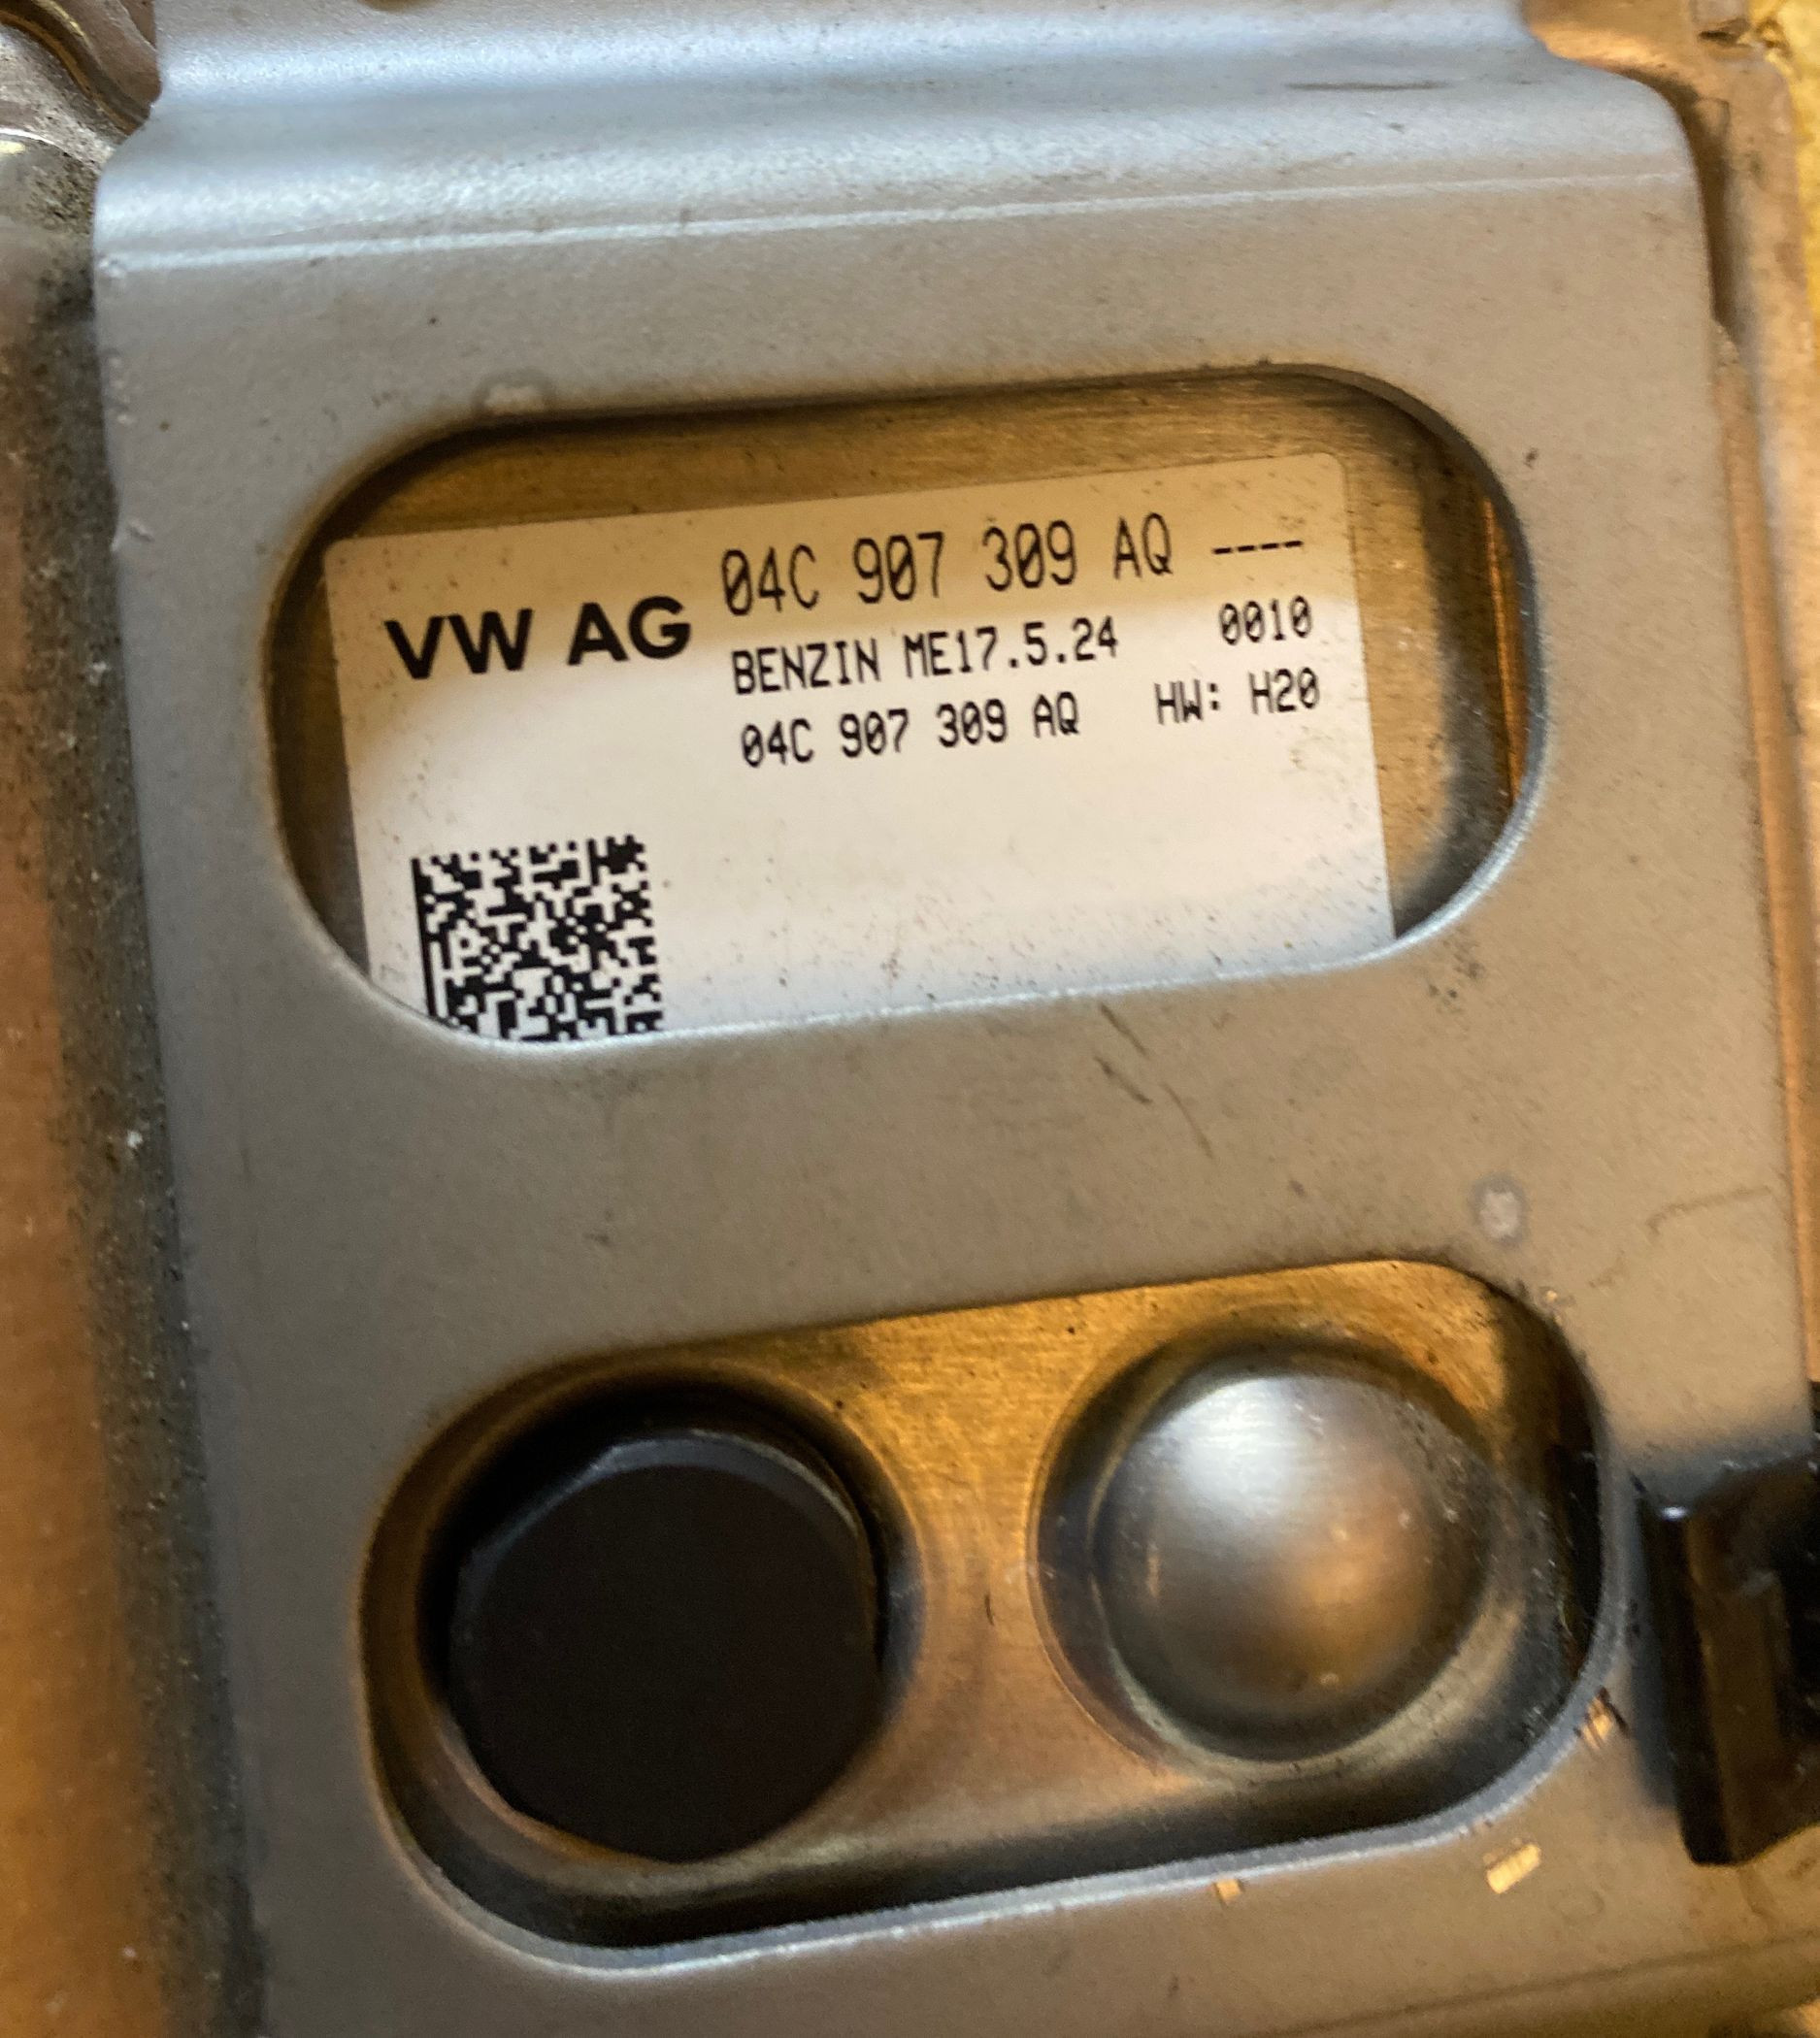 VW AG
04C 907 309 AQ ----
BENZIN ME17.5.24 0010
04C 907 309 AQ HW: H20